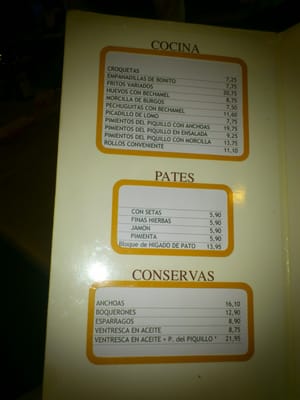 COCINA
CROQUETAS 7,25
EMPANADILLAS DE BONITO 7,75
FRITOS VARIADOS 20,75
HUEVOS CON BECHAMEL 8,75
MORCILLA DE BURGOS 7,50
PECHUGUITAS CON BECHAMEL 11,60
PICADILLO DE LOMO 7,75
PIMIENTOS DEL PIQUILLO CON ANCHOAS 19,75
PIMIENTOS DEL PIQUILLO EN ENSALADA 9,25
PIMIENTOS DEL PIQUILLO CON MORCILLA 13,75
ROLLOS CONVENIENTE 11,10
PATES
CON SETAS 5,90
FINAS HIERBAS 5,90
JAMON 5,90
PIMIENTA 5,90
Bloque de HIGADO DE PATO 13,95
CONSERVAS
ANCHOAS 16,10
BOQUERONES 12,90
ESPARRAGOS 8,90
VENTRESCA EN ACEITE 8,75
VENTRESCA EN ACEITE + P. del PIQUILLO * 21,95